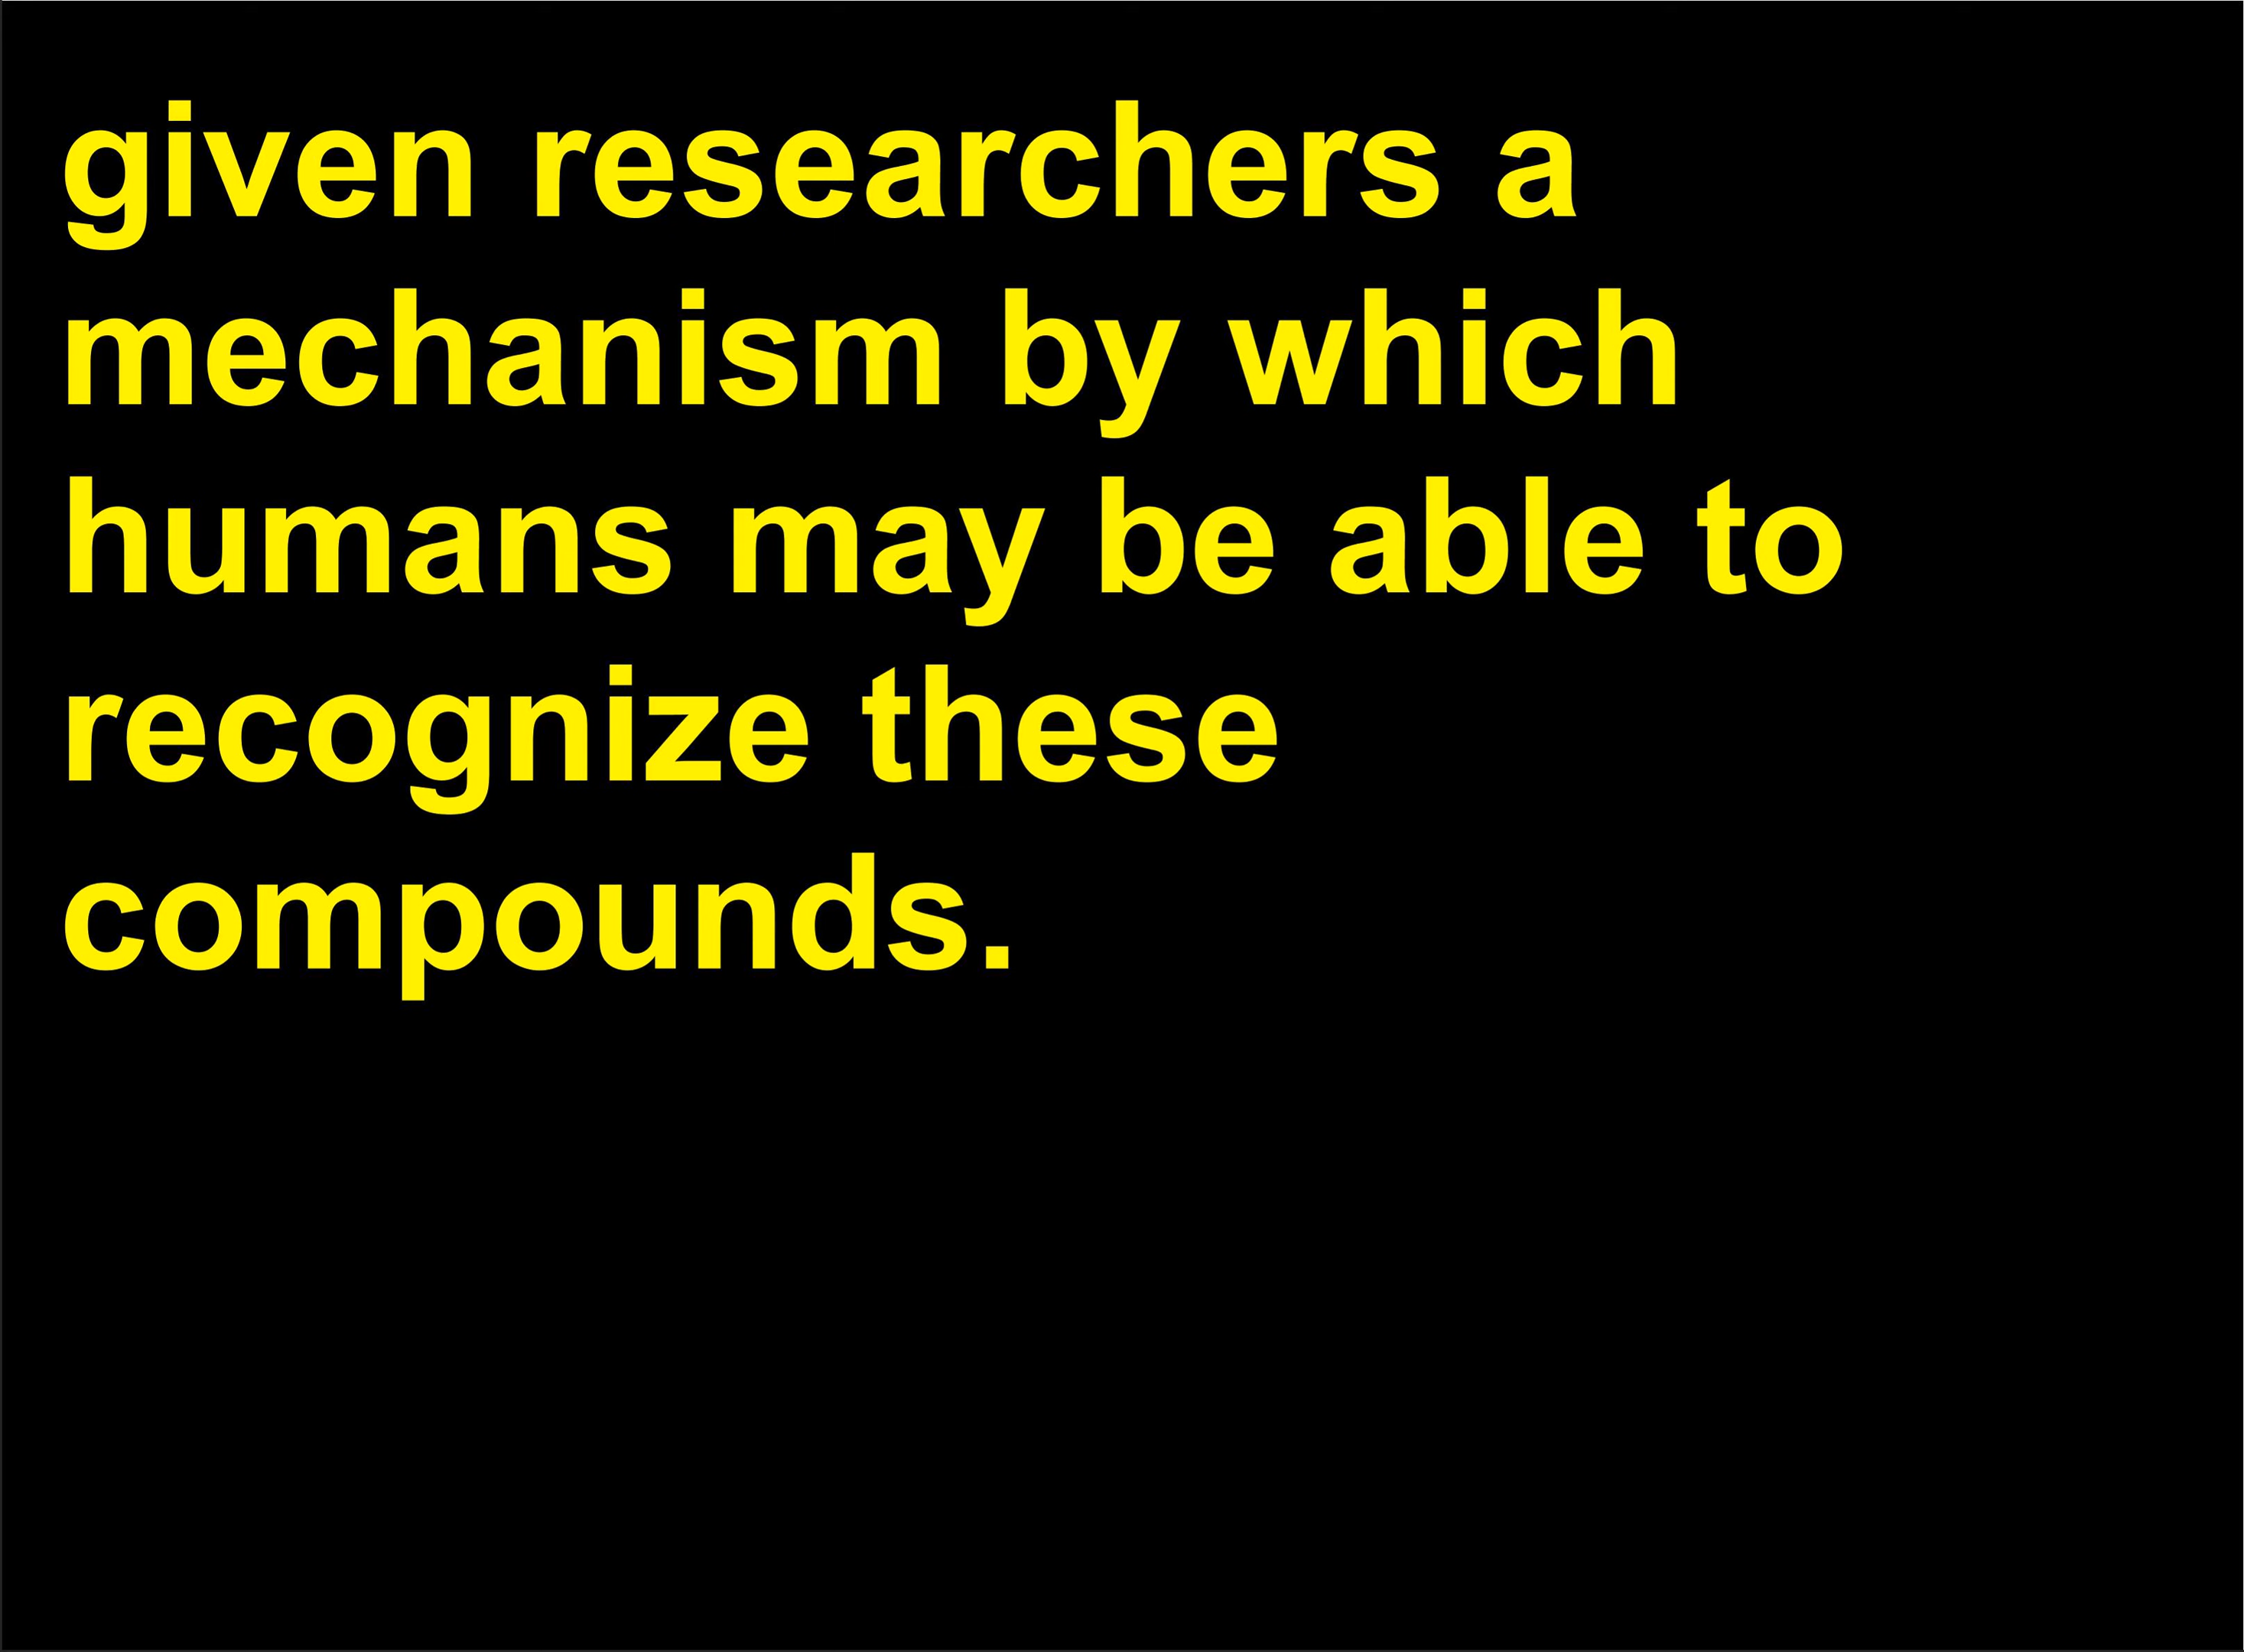 given researchers a
mechanism by which
humans may be able to
recognize these
compounds.